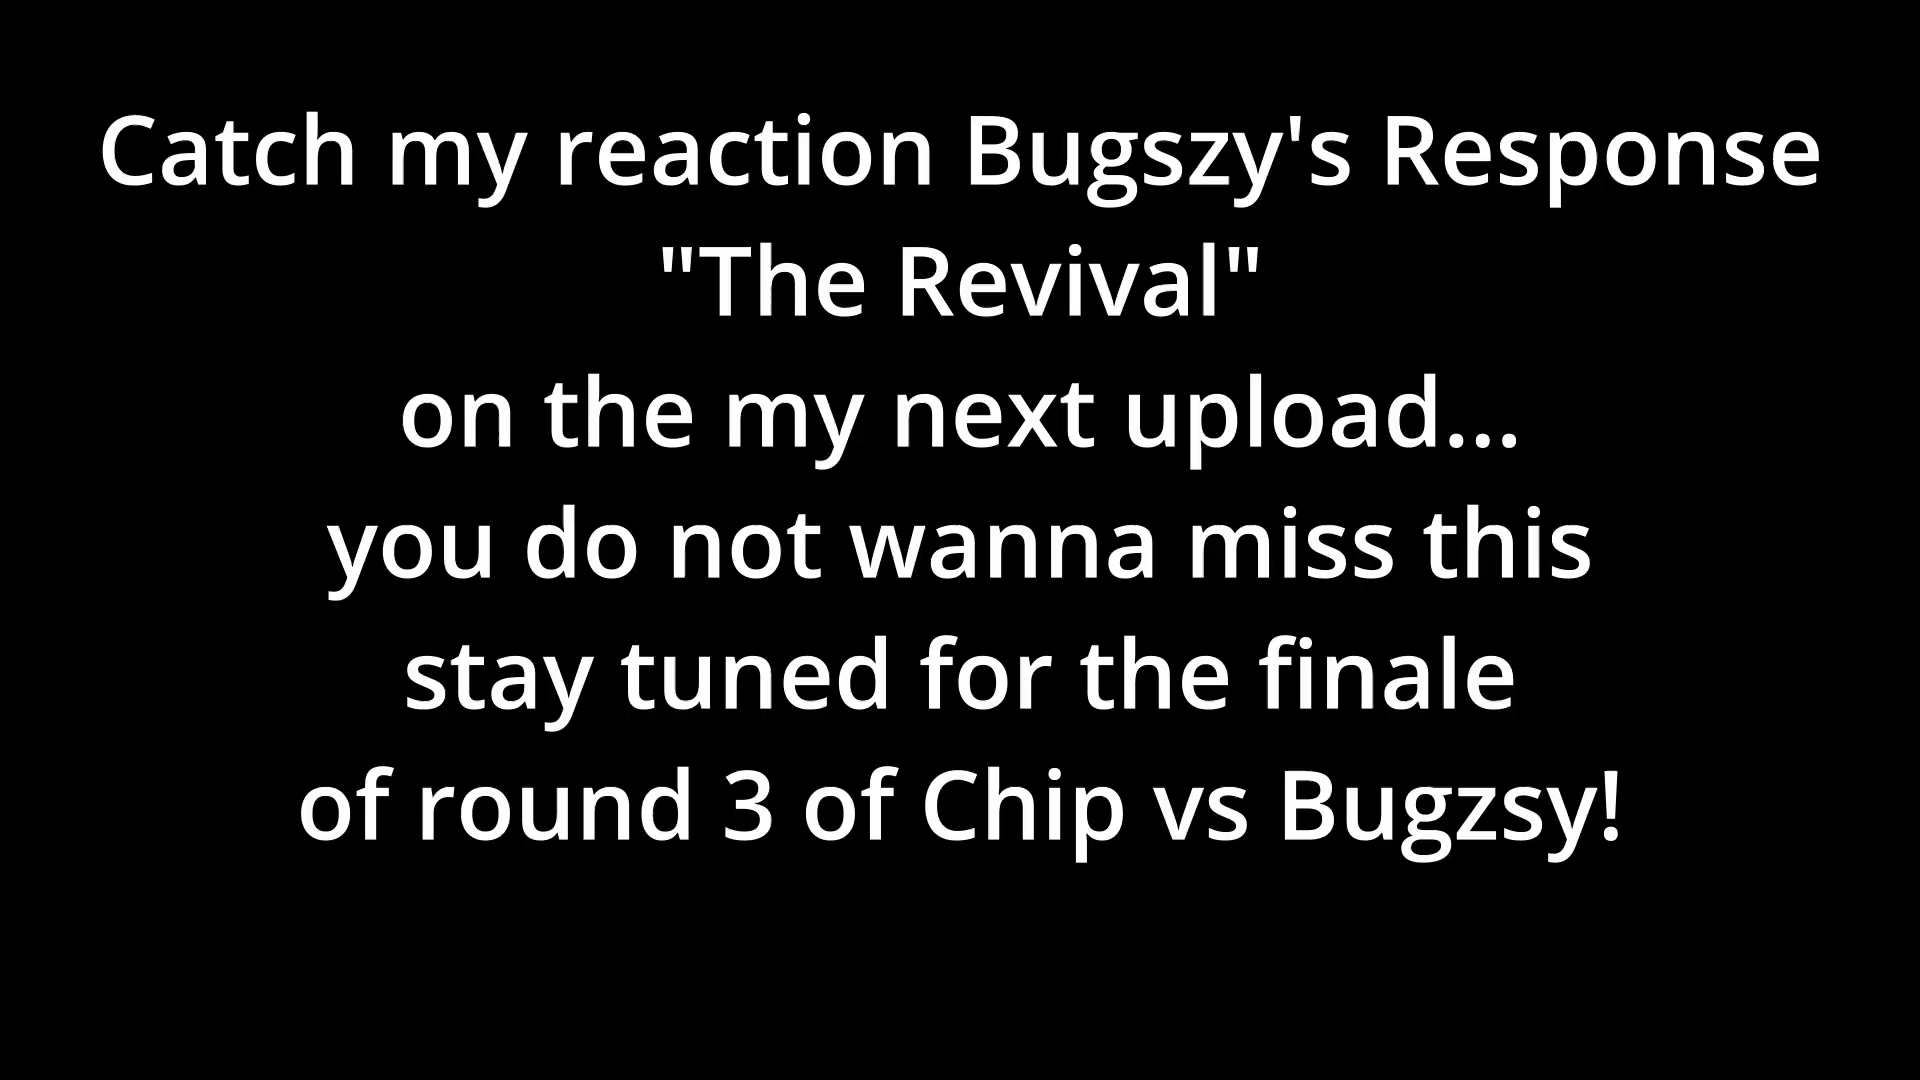 Catch my reaction Bugszy's Response
"The Revival"
on the my next upload...
you do not wanna miss this
stay tuned for the finale
of round 3 of Chip vs Bugzsy!